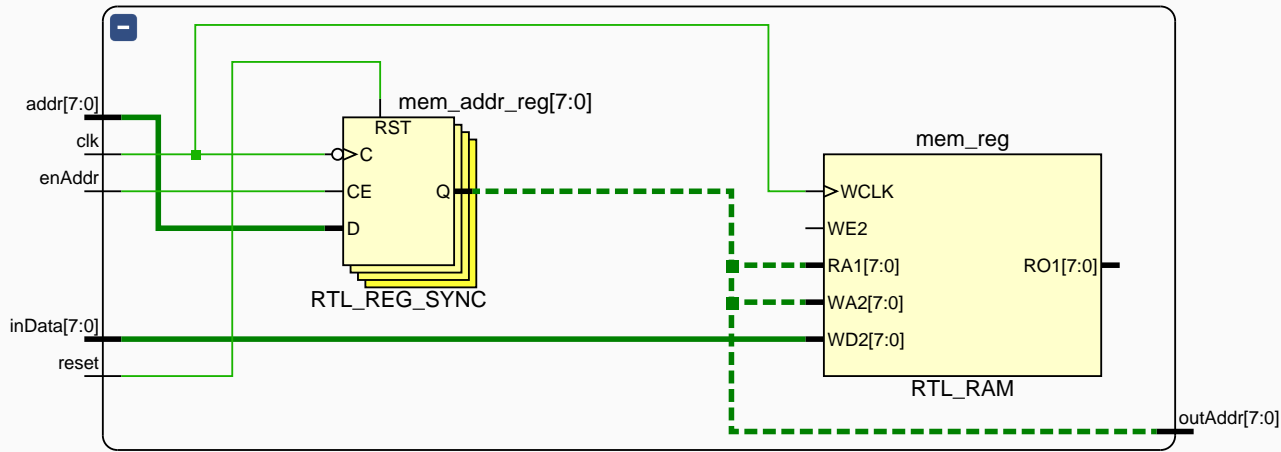 addr[7:0]
clk
enAddr
inData[7:0]
reset
mem_addr_reg[7:0]
RST
C
CE
Q
D
RTL_REG_SYNC
mem_reg
WCLK
WE2
RA1[7:0]
RO1[7:0]
WA2[7:0]
WD2[7:0]
RTL_RAM
outAddr[7:0]